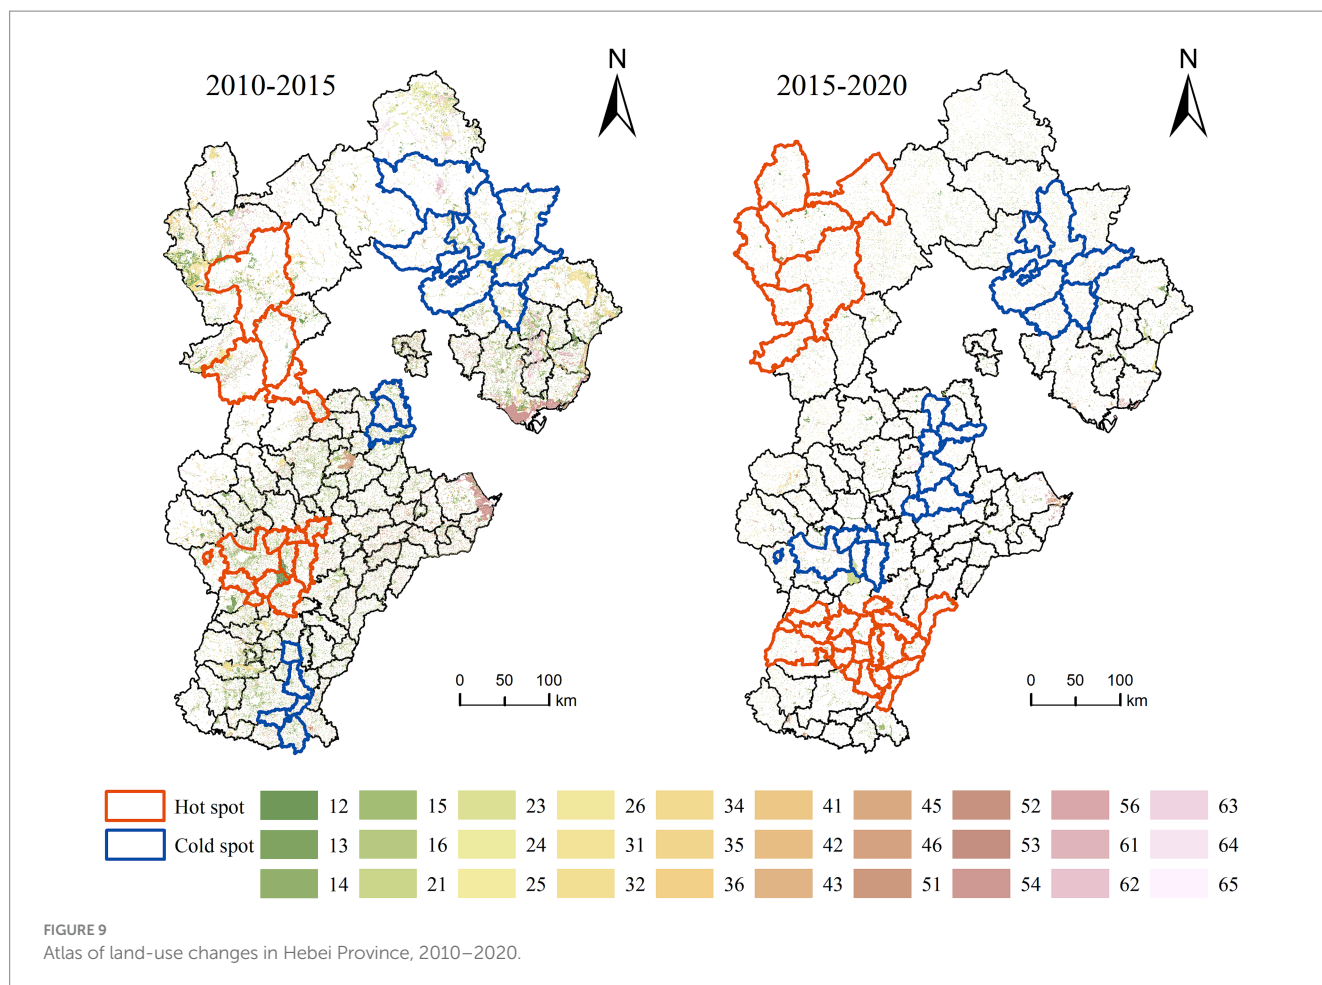 2010-2015
N
2015-2020
N
0 50 100
km
0 50 100
km
Hot spot 12 15 23 26 34 41 45 52 56 63
Cold spot 13 16 24 31 35 42 46 53 61 64
14 21 25 32 36 43 51 54 62 65
FIGURE 9
Atlas of land-use changes in Hebei Province, 2010–2020.